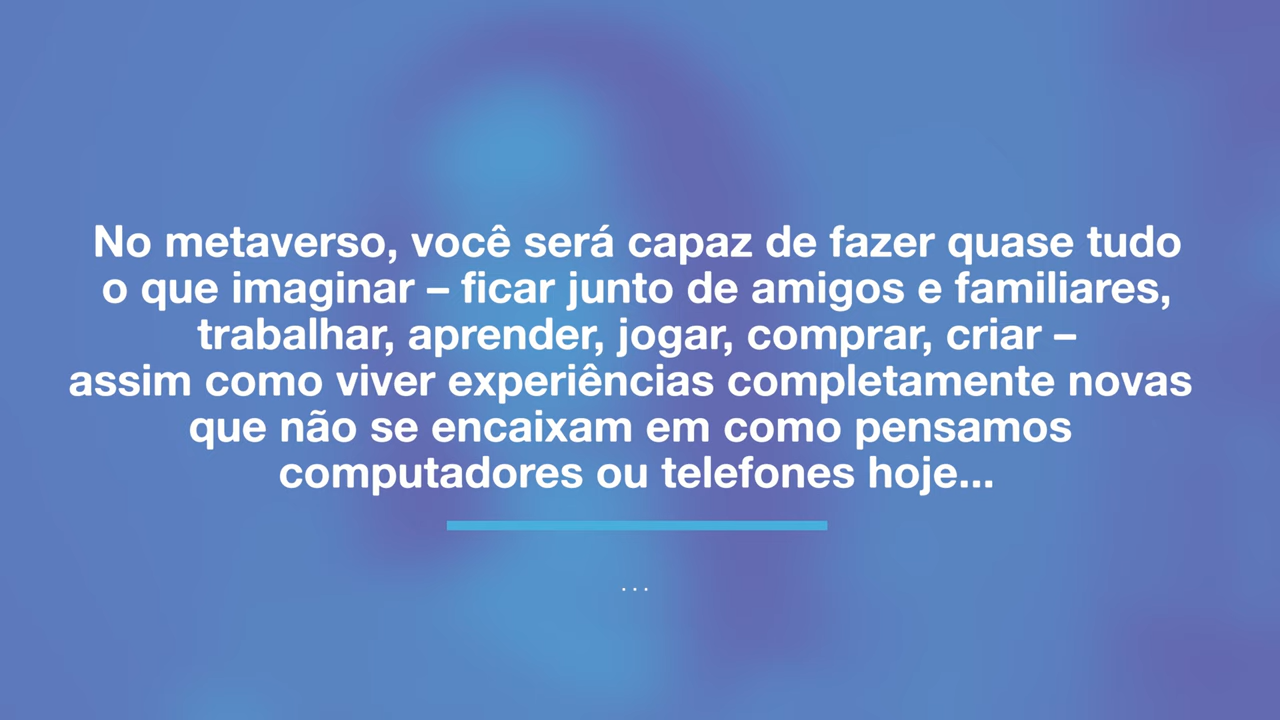 No metaverso, você será capaz de fazer quase tudo
o que imaginar – ficar junto de amigos e familiares,
trabalhar, aprender, jogar, comprar, criar –
assim como viver experiências completamente novas
que não se encaixam em como pensamos
computadores ou telefones hoje...
...